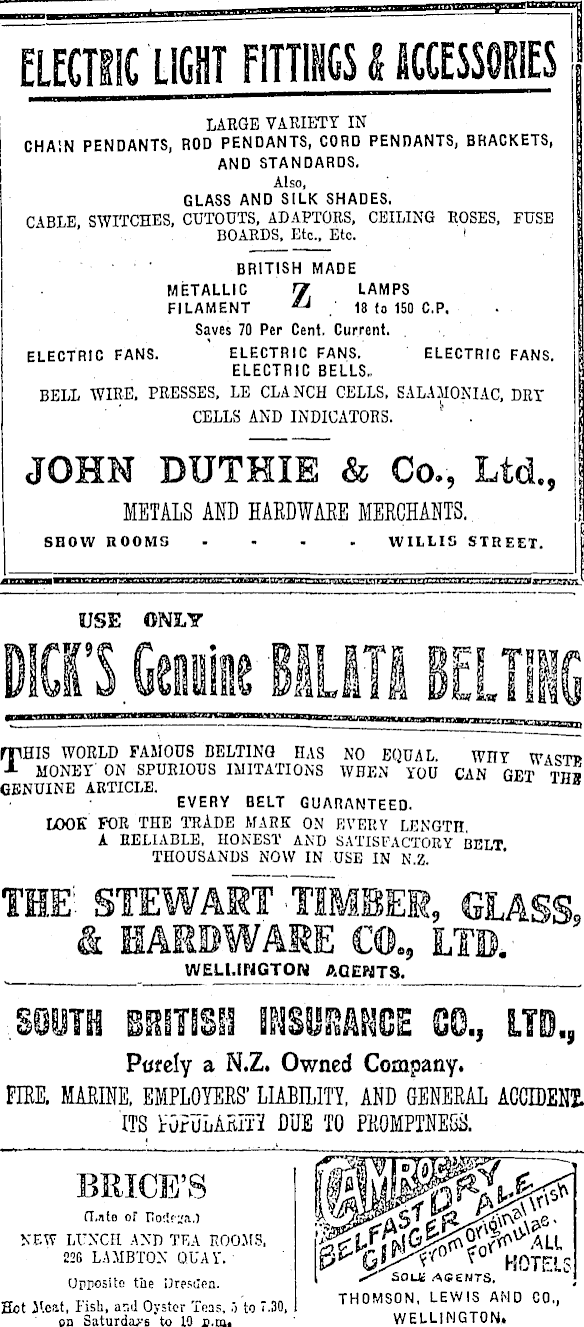 ELECTRIC LIGHT FITTINGS & ACCESSORIES
LARGE VARIETY IN
CHAIN PENDANTS, ROD PENDANTS, CORD PENDANTS, BRACKETS,
AND STANDARDS.
Also,
GLASS AND SILK SHADES.
CABLE, SWITCHES, CUTOUTS, ADAPTORS, CEILING ROSES, FUSE
BOARDS, Etc., Etc.
BRITISH MADE
METALLIC Z LAMPS
FILAMENT 18 to 150 C.P.
Saves 70 Per Cent. Current.
ELECTRIC FANS. ELECTRIC FANS. ELECTRIC FANS.
ELECTRIC BELLS.
BELL WIRE, PRESSES, LE CLANCH CELLS, SALAMONIAC, DRY
CELLS AND INDICATORS.
JOHN DUTHIE & Co., Ltd.,
METALS AND HARDWARE MERCHANTS.
SHOW ROOMS - - - - WILLIS STREET.
USE ONLY
DICK'S Genuine BALATA BELTING
THIS WORLD FAMOUS BELTING HAS NO EQUAL. WHY WASTE
MONEY ON SPURIOUS IMITATIONS WHEN YOU CAN GET THE
GENUINE ARTICLE.
EVERY BELT GUARANTEED.
LOOK FOR THE TRADE MARK ON EVERY LENGTH.
A RELIABLE, HONEST AND SATISFACTORY BELT.
THOUSANDS NOW IN USE IN N.Z.
THE STEWART TIMBER, GLASS,
& HARDWARE CO., LTD.
WELLINGTON AGENTS.
SOUTH BRITISH INSURANCE CO., LTD.,
Purely a N.Z. Owned Company.
FIRE, MARINE, EMPLOYERS' LIABILITY, AND GENERAL ACCIDENT.
ITS POPULARITY DUE TO PROMPTNESS.
BRICE'S
(Late of Bodega.)
NEW LUNCH AND TEA ROOMS,
226 LAMBTON QUAY.
Opposite the Dresden.
Hot Meat, Fish, and Oyster Teas, 5 to 7.30,
on Saturdays to 10 p.m.
CAMROC
BELFAST DRY
GINGER ALE
From Original Irish
Formulae.
ALL
HOTELS
SOLE AGENTS.
THOMSON, LEWIS AND CO.,
WELLINGTON.